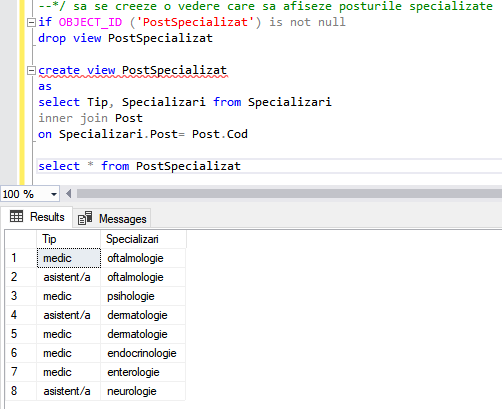 --*/ sa se creeze o vedere care sa afiseze posturile specializate
if OBJECT_ID ('PostSpecializat') is not null
drop view PostSpecializat
create view PostSpecializat
as
select Tip, Specializari from Specializari
inner join Post
on Specializari.Post= Post.Cod
select * from PostSpecializat
100 %
Results Messages
Tip Specializari
1 medic oftalmologie
2 asistent/a oftalmologie
3 medic psihologie
4 asistent/a dermatologie
5 medic dermatologie
6 medic endocrinologie
7 medic enterologie
8 asistent/a neurologie